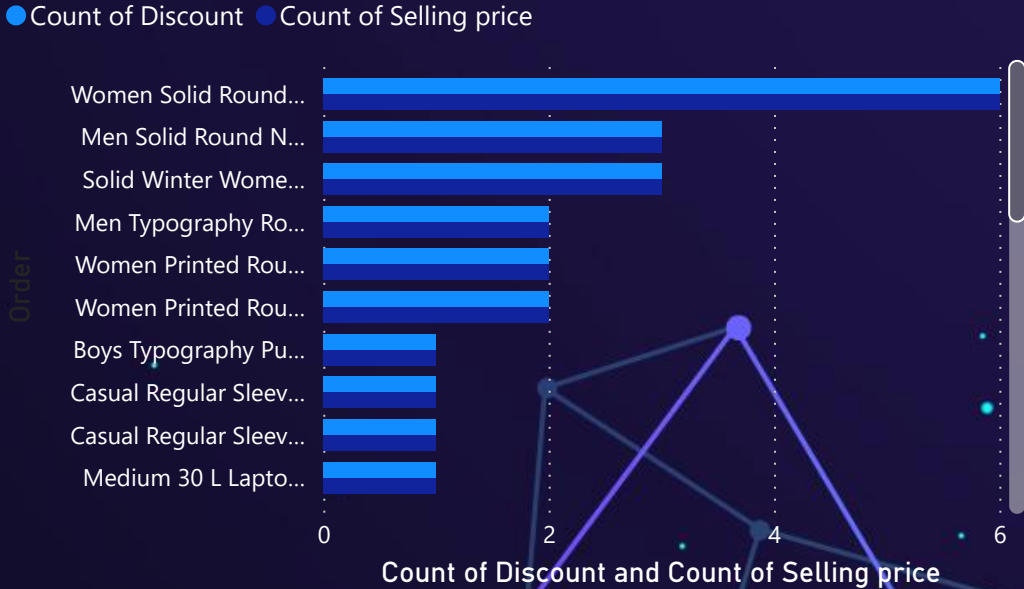 Count of Discount Count of Selling price
Women Solid Round...
Men Solid Round N...
Solid Winter Wome...
Men Typography Ro...
Women Printed Rou...
Women Printed Rou...
Boys Typography Pu...
Casual Regular Sleev...
Casual Regular Sleev...
Medium 30 L Lapto...
Order
0 2 4 6
Count of Discount and Count of Selling price